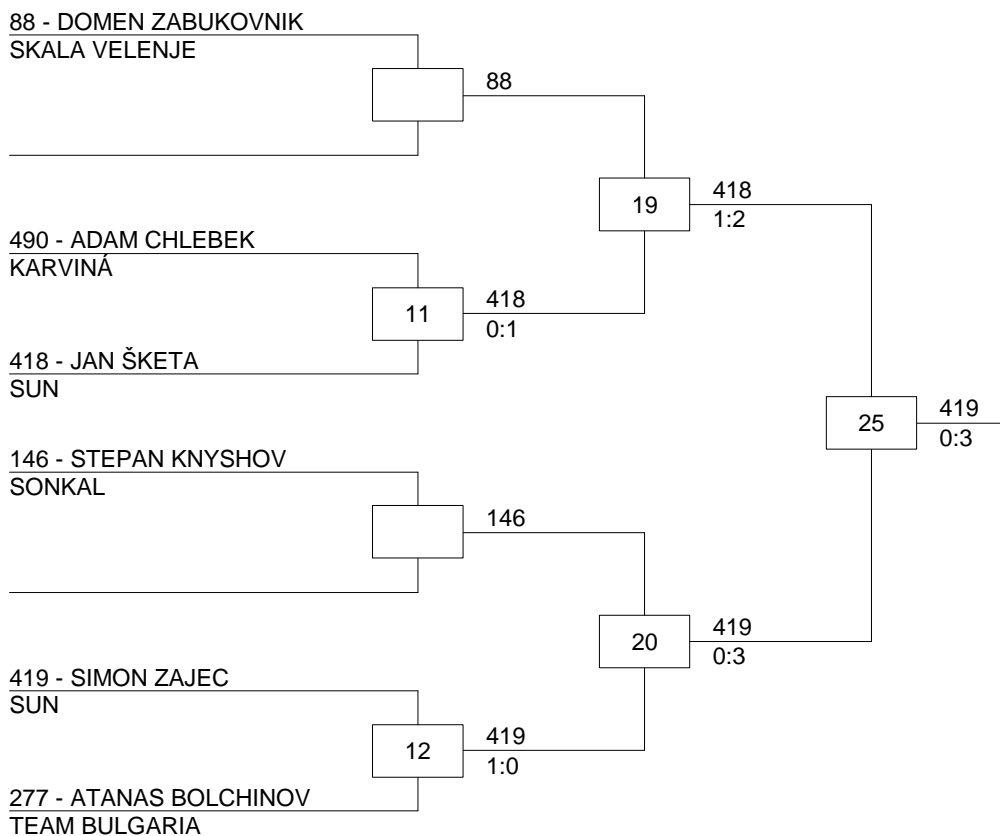 88 - DOMEN ZABUKOVNIK
SKALA VELENJE
88
19
418
1:2
490 - ADAM CHLEBEK
KARVINÁ
11
418
0:1
418 - JAN ŠKETA
SUN
25
419
0:3
146 - STEPAN KNYSHOV
SONKAL
146
20
419
0:3
419 - SIMON ZAJEC
SUN
12
419
1:0
277 - ATANAS BOLCHINOV
TEAM BULGARIA